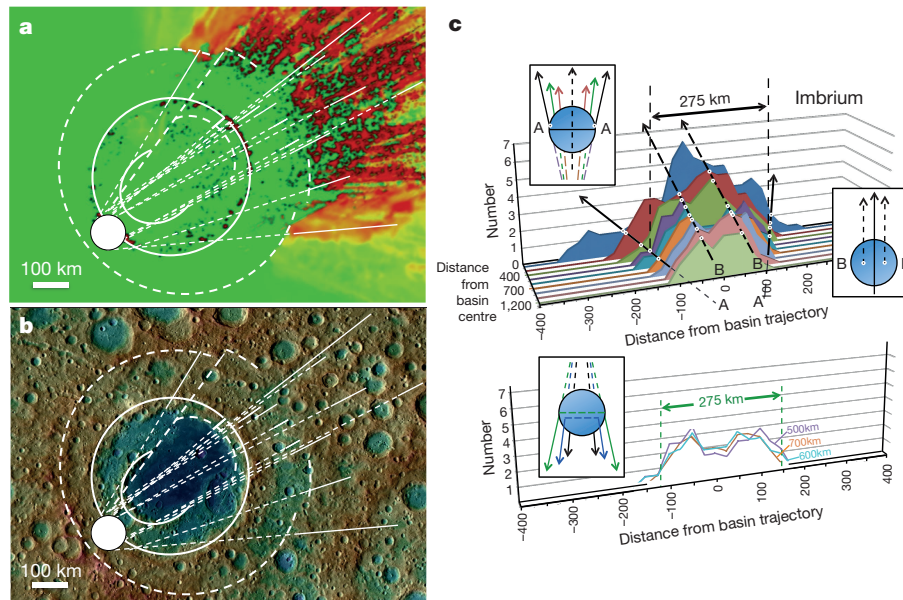 a
100 km
b
100 km
c
275 km
Imbrium
A
A
Number
7
6
5
4
3
2
1
0
B
B
B
Distance
from
basin
centre
400
700
1,200
B
B
A
A
–400
–300
–200
–100
0
100
200
Distance from basin trajectory
275 km
Number
7
6
5
4
3
2
1
500km
700km
600km
–400
–300
–200
–100
0
100
200
300
400
Distance from basin trajectory